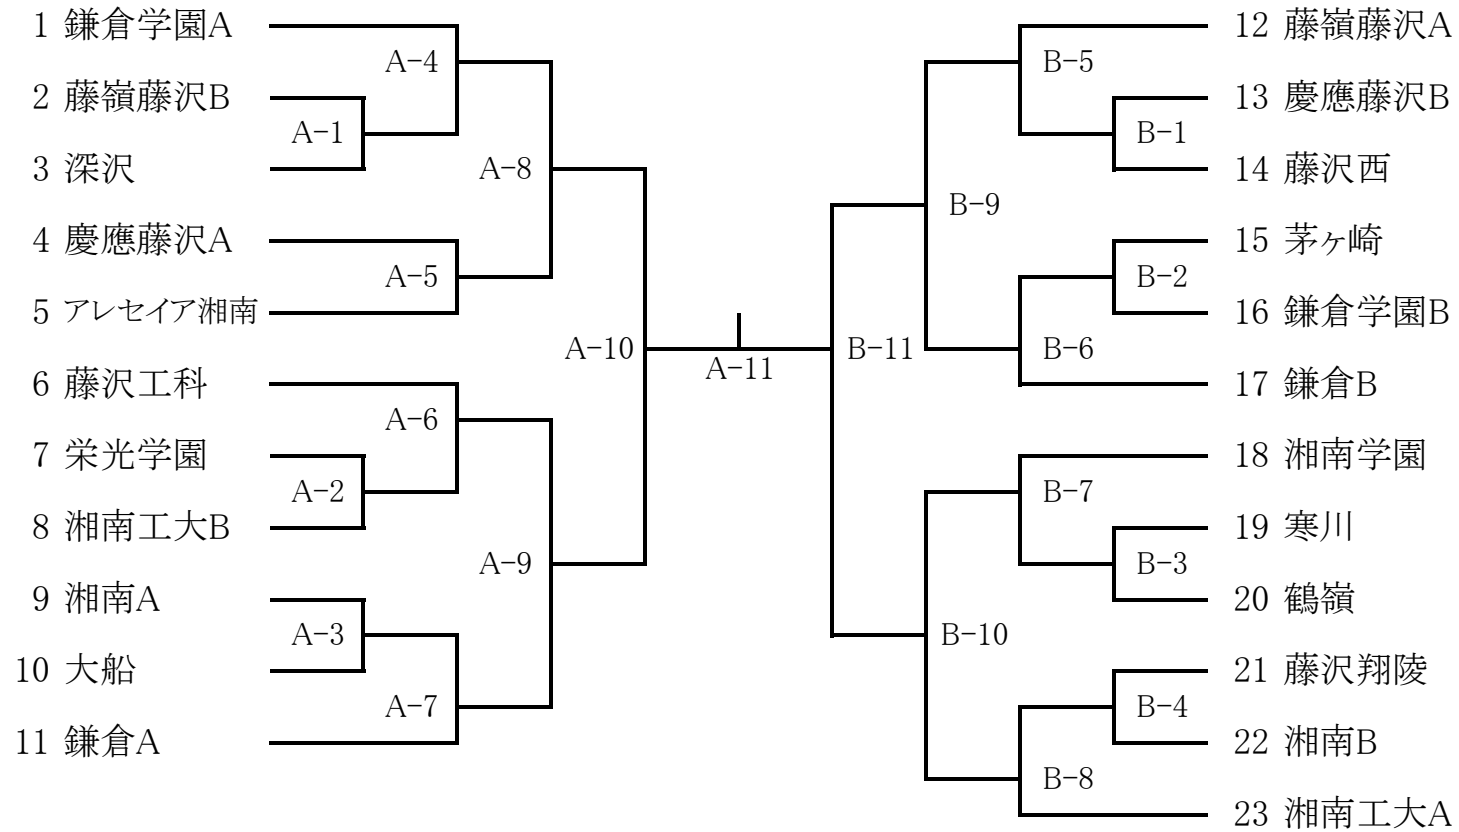 1 鎌倉学園A
2 藤嶺藤沢B
3 深沢
4 慶應藤沢A
5 アレセイア湘南
6 藤沢工科
7 栄光学園
8 湘南工大B
9 湘南A
10 大船
11 鎌倉A
A-4
A-1
A-8
A-5
A-10
A-6
A-2
A-9
A-3
A-7
A-11
B-5
B-1
B-9
B-2
B-11
B-6
B-7
B-3
B-10
B-4
B-8
12 藤嶺藤沢A
13 慶應藤沢B
14 藤沢西
15 茅ヶ崎
16 鎌倉学園B
17 鎌倉B
18 湘南学園
19 寒川
20 鶴嶺
21 藤沢翔陵
22 湘南B
23 湘南工大A